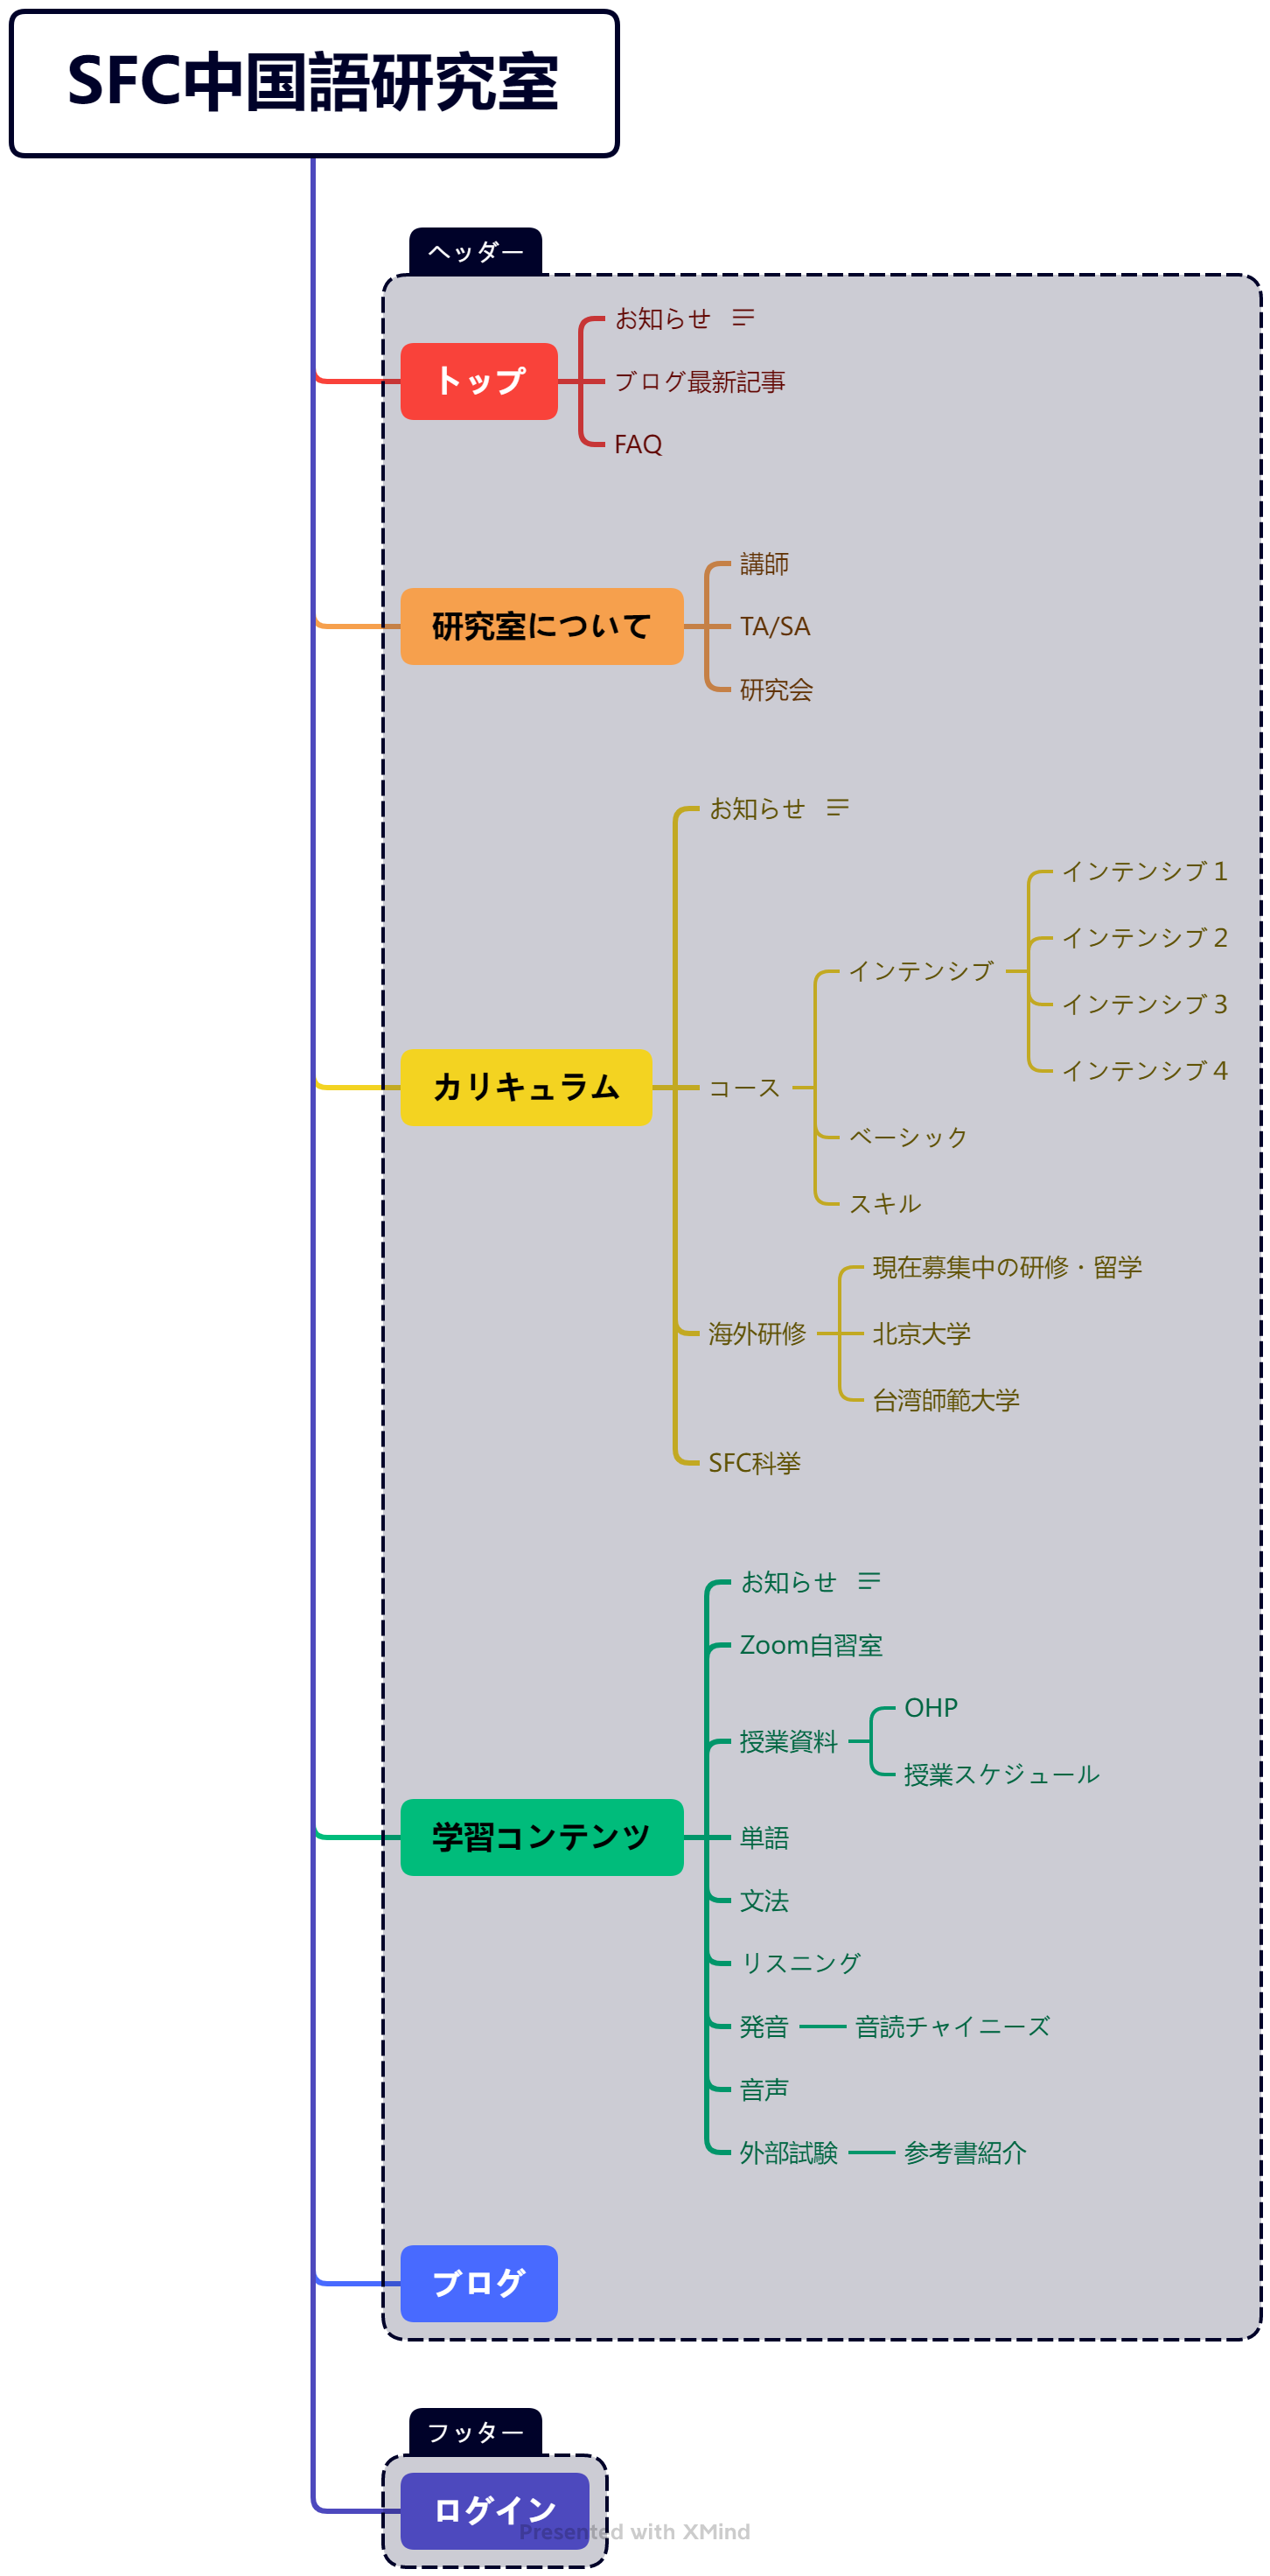 SFC中国語研究室
ヘッダー
トップ
お知らせ
ブログ最新記事
FAQ
研究室について
講師
TA/SA
研究会
カリキュラム
お知らせ
コース
インテンシブ
インテンシブ 1
インテンシブ 2
インテンシブ 3
インテンシブ 4
ベーシック
スキル
海外研修
現在募集中の研修・留学
北京大学
台湾師範大学
SFC科挙
学習コンテンツ
お知らせ
Zoom自習室
授業資料
OHP
授業スケジュール
単語
文法
リスニング
発音
音読チャイニーズ
音声
外部試験
参考書紹介
ブログ
フッター
ログイン
Presented with XMind